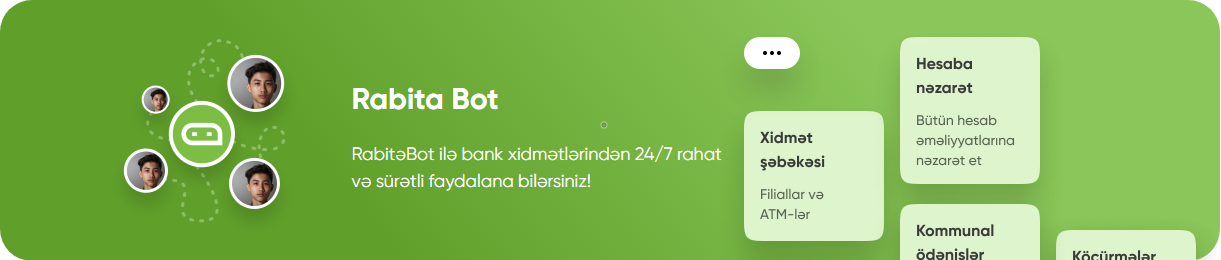 Rabita Bot
RabitəBot ilə bank xidmətlərindən 24/7 rahat
və sürətli faydalana bilərsiniz!
Xidmət
şəbəkəsi
Filiallar və
ATM-lər
Hesaba
nəzarət
Bütün hesab
əməliyyatlarına
nəzarət et
Kommunal
ödənişlər
Köçürmələr